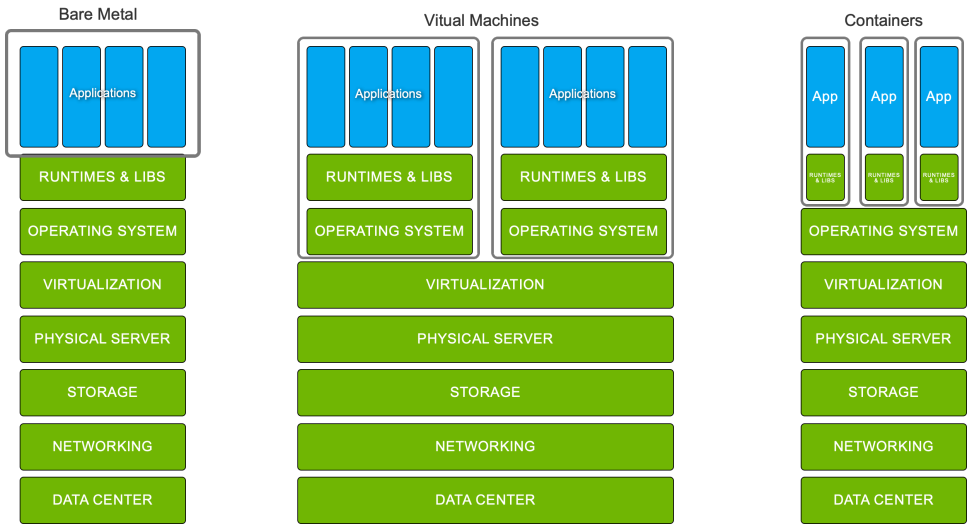 Bare Metal
Applications
RUNTIMES & LIBS
OPERATING SYSTEM
VIRTUALIZATION
PHYSICAL SERVER
STORAGE
NETWORKING
DATA CENTER
Vitual Machines
Applications
RUNTIMES & LIBS
OPERATING SYSTEM
Applications
RUNTIMES & LIBS
OPERATING SYSTEM
VIRTUALIZATION
PHYSICAL SERVER
STORAGE
NETWORKING
DATA CENTER
Containers
App
RUNTIMES
& LIBS
App
RUNTIMES
& LIBS
App
RUNTIMES
& LIBS
OPERATING SYSTEM
VIRTUALIZATION
PHYSICAL SERVER
STORAGE
NETWORKING
DATA CENTER